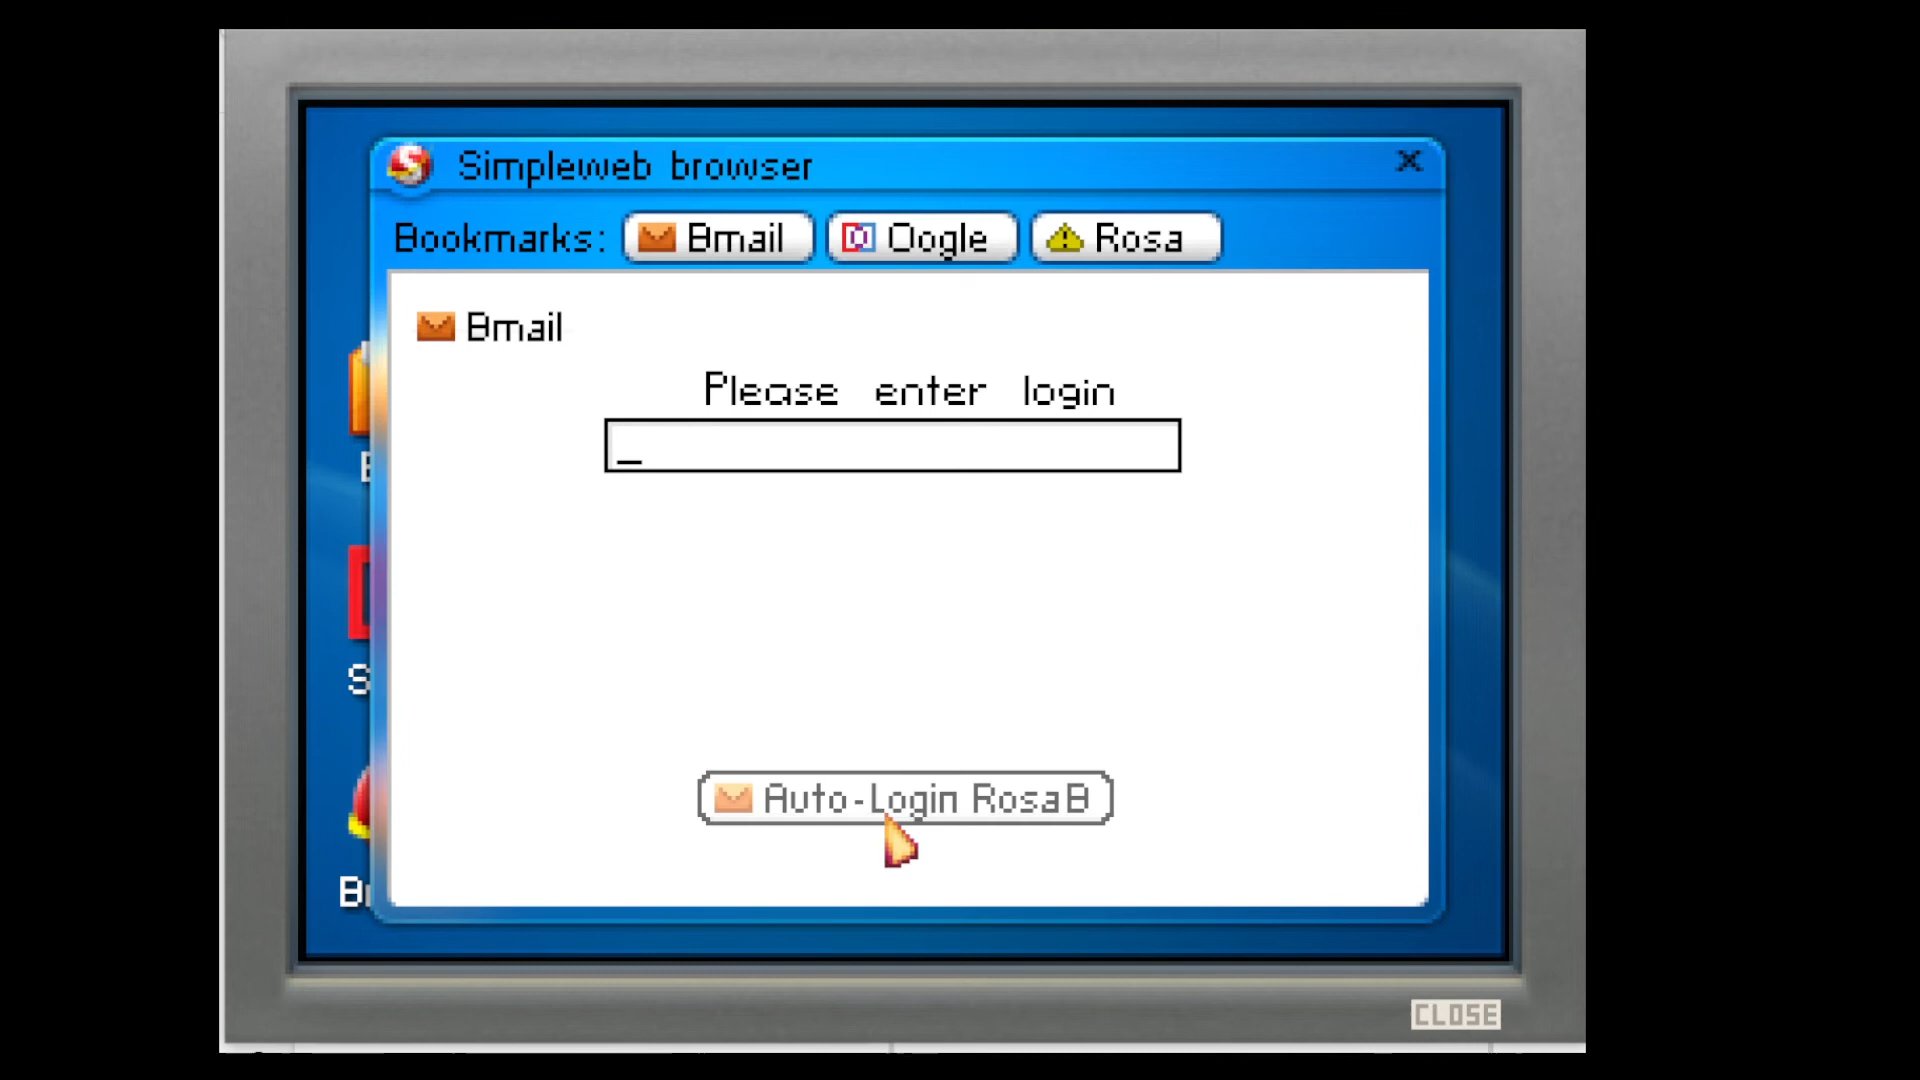 Simpleweb browser
Bookmarks: Bmail Oogle Rosa
Bmail
Please enter login
_
Auto-Login RosaB
CLOSE